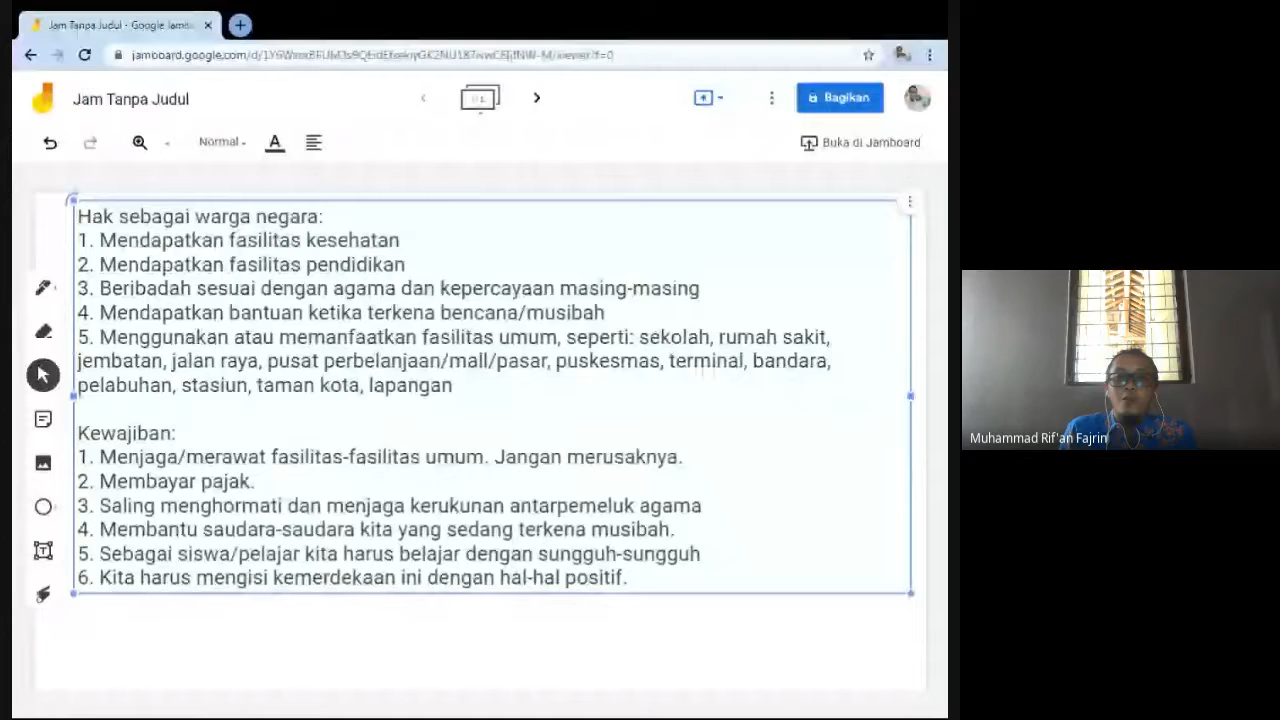 Jam Tanpa Judul - Google Jamb
jamboard.google.com/d/
Jam Tanpa Judul
Bagikan
Normal
Buka di Jamboard
Hak sebagai warga negara:
1. Mendapatkan fasilitas kesehatan
2. Mendapatkan fasilitas pendidikan
3. Beribadah sesuai dengan agama dan kepercayaan masing-masing
4. Mendapatkan bantuan ketika terkena bencana/musibah
5. Menggunakan atau memanfaatkan fasilitas umum, seperti: sekolah, rumah sakit,
jembatan, jalan raya, pusat perbelanjaan/mall/pasar, puskesmas, terminal, bandara,
pelabuhan, stasiun, taman kota, lapangan
Kewajiban:
1. Menjaga/merawat fasilitas-fasilitas umum. Jangan merusaknya.
2. Membayar pajak.
3. Saling menghormati dan menjaga kerukunan antarpemeluk agama
4. Membantu saudara-saudara kita yang sedang terkena musibah.
5. Sebagai siswa/pelajar kita harus belajar dengan sungguh-sungguh
6. Kita harus mengisi kemerdekaan ini dengan hal-hal positif.
Muhammad Rif'an Fajrin